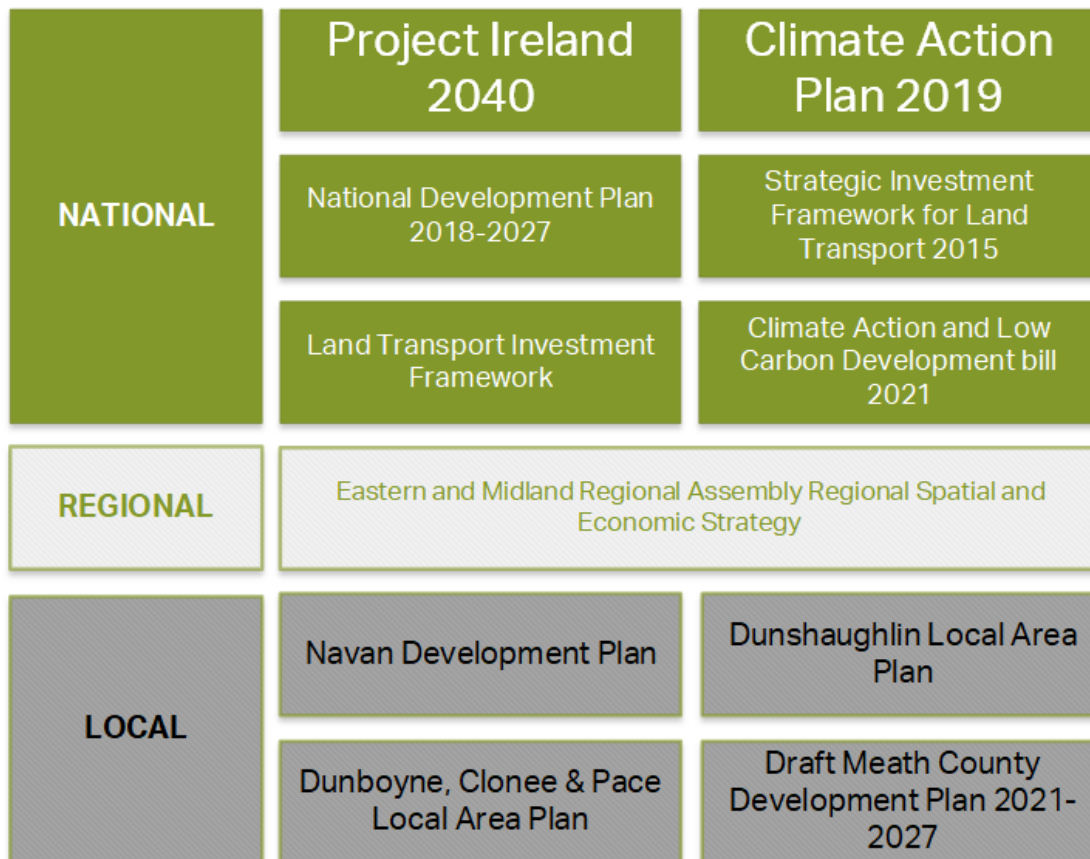 NATIONAL
Project Ireland
2040
Climate Action
Plan 2019
National Development Plan
2018-2027
Strategic Investment
Framework for Land
Transport 2015
Land Transport Investment
Framework
Climate Action and Low
Carbon Development bill
2021
REGIONAL
Eastern and Midland Regional Assembly Regional Spatial and
Economic Strategy
LOCAL
Navan Development Plan
Dunshaughlin Local Area
Plan
Dunboyne, Clonee & Pace
Local Area Plan
Draft Meath County
Development Plan 2021-
2027